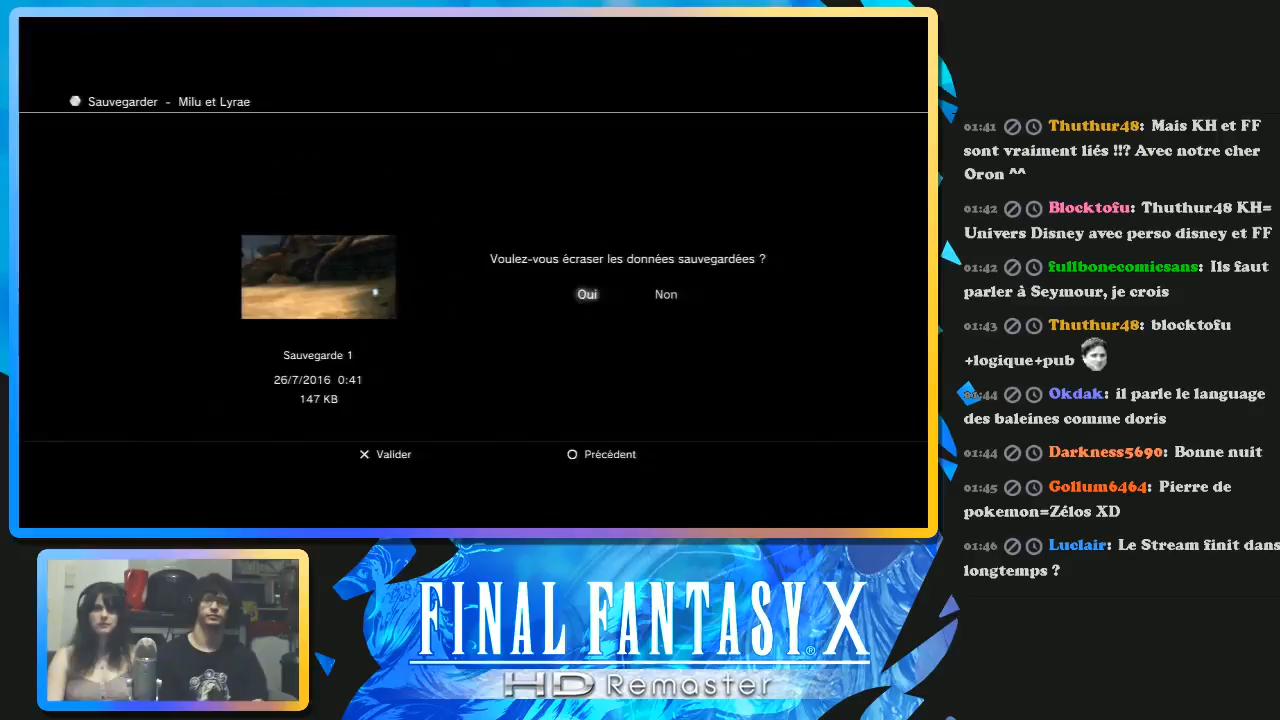 Sauvegarder - Milu et Lyrae
Voulez-vous écraser les données sauvegardées ?
Oui Non
Sauvegarde 1
26/7/2016 0:41
147 KB
Valider
Précédent
01:41 Thuthur48: Mais KH et FF
sont vraiment liés !!? Avec notre cher
Oron ^^
01:42 Blocktofu: Thuthur48 KH=
Univers Disney avec perso disney et FF
01:42 fullbonecomicsans: Ils faut
parler à Seymour, je crois
01:43 Thuthur48: blocktofu
+logique+pub
01:44 Okdak: il parle le language
des baleines comme doris
01:44 Darkness5690: Bonne nuit
01:45 Gollum6464: Pierre de
pokemon=Zélos XD
01:46 Luclair: Le Stream finit dans
longtemps ?
FINAL FANTASY® X
HD Remaster